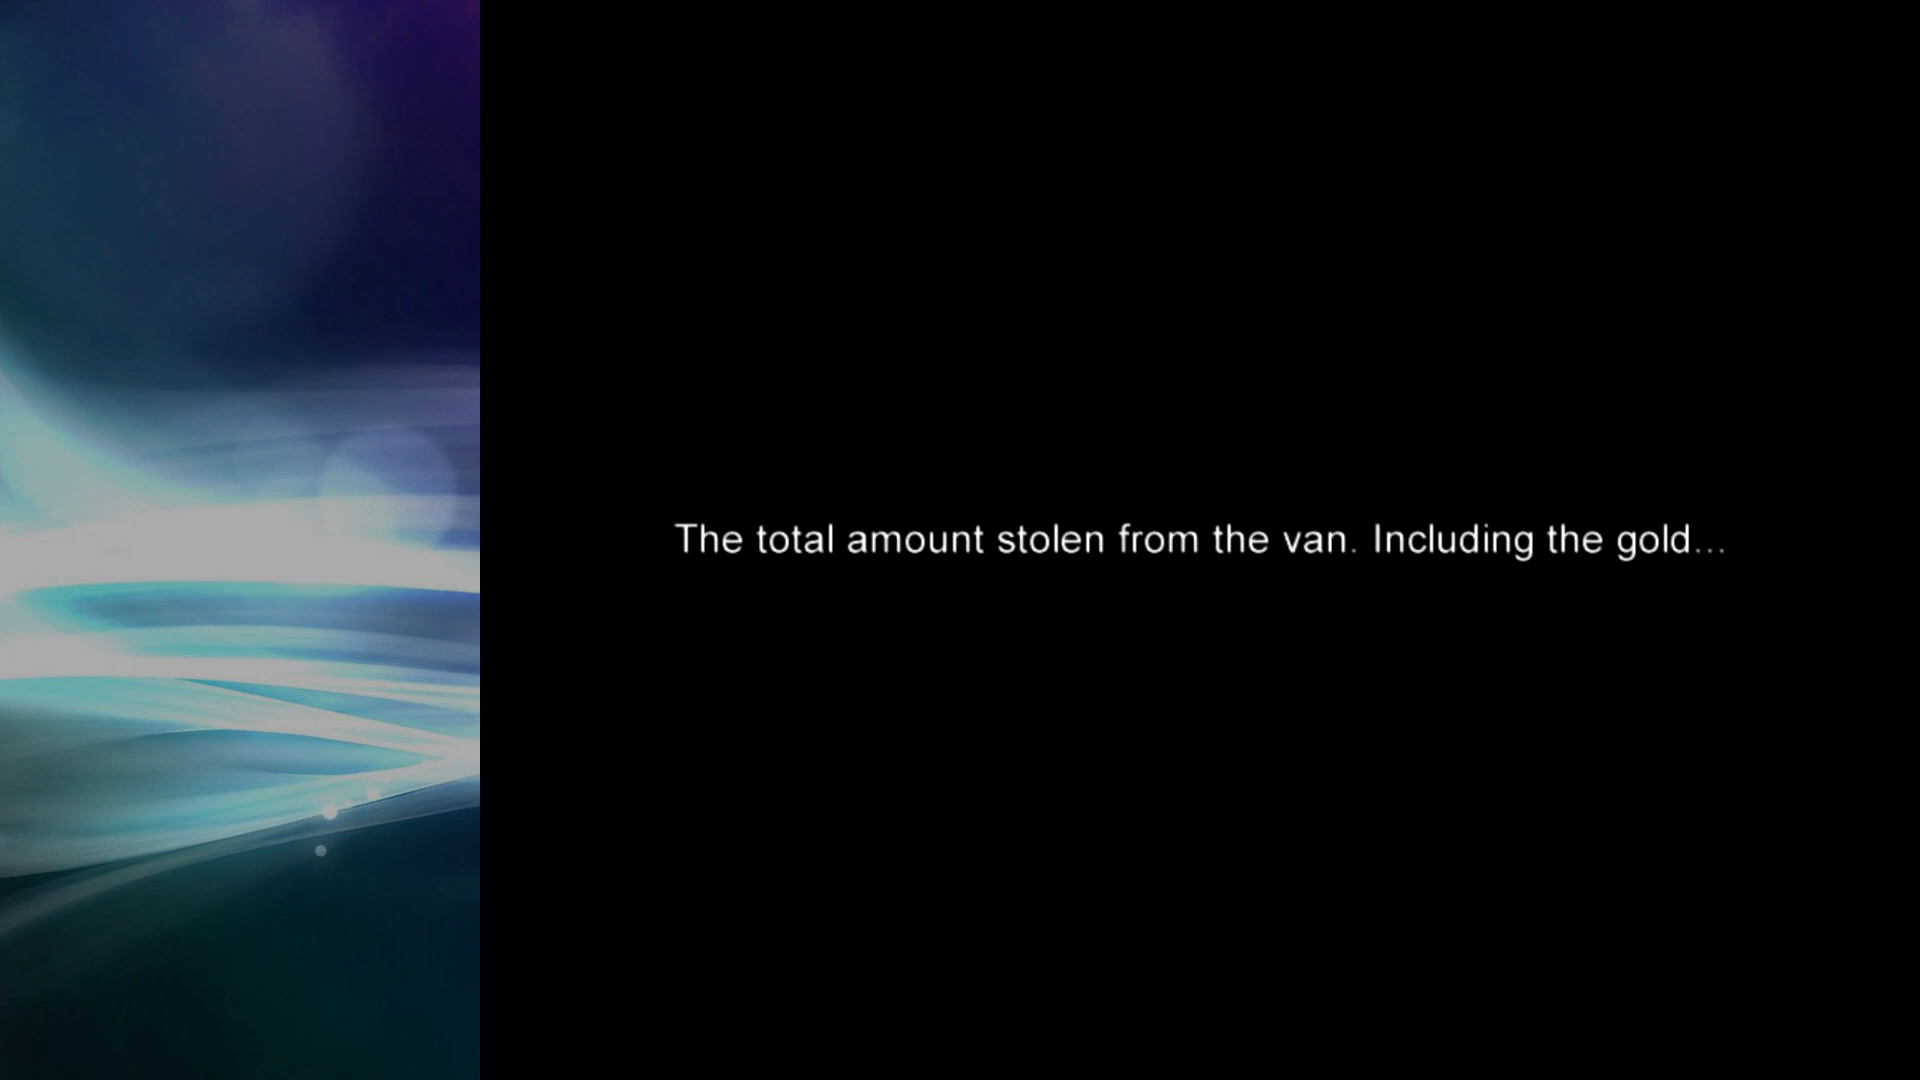 The total amount stolen from the van. Including the gold...